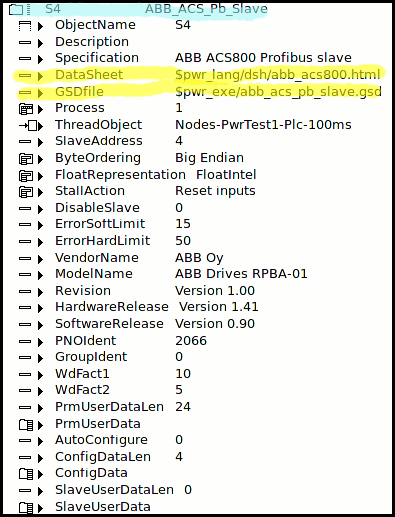 S4 ABB_ACS_Pb_Slave
ObjectName S4
Description
Specification ABB ACS800 Profibus slave
DataSheet $pwr_lang/dsh/abb_acs800.html
GSDfile $pwr_exe/abb_acs_pb_slave.gsd
Process 1
ThreadObject Nodes-PwrTest1-Plc-100ms
SlaveAddress 4
ByteOrdering Big Endian
FloatRepresentation FloatIntel
StallAction Reset inputs
DisableSlave 0
ErrorSoftLimit 15
ErrorHardLimit 50
VendorName ABB Oy
ModelName ABB Drives RPBA-01
Revision Version 1.00
HardwareRelease Version 1.41
SoftwareRelease Version 0.90
PNOIdent 2066
GroupIdent 0
WdFact1 10
WdFact2 5
PrmUserDataLen 24
PrmUserData
AutoConfigure 0
ConfigDataLen 4
ConfigData
SlaveUserDataLen 0
SlaveUserData